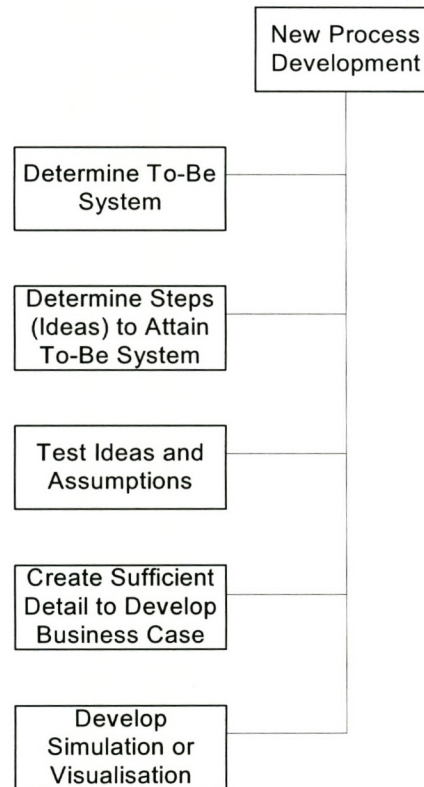 New Process
Development
Determine To-Be
System
Determine Steps
(Ideas) to Attain
To-Be System
Test Ideas and
Assumptions
Create Sufficient
Detail to Develop
Business Case
Develop
Simulation or
Visualisation